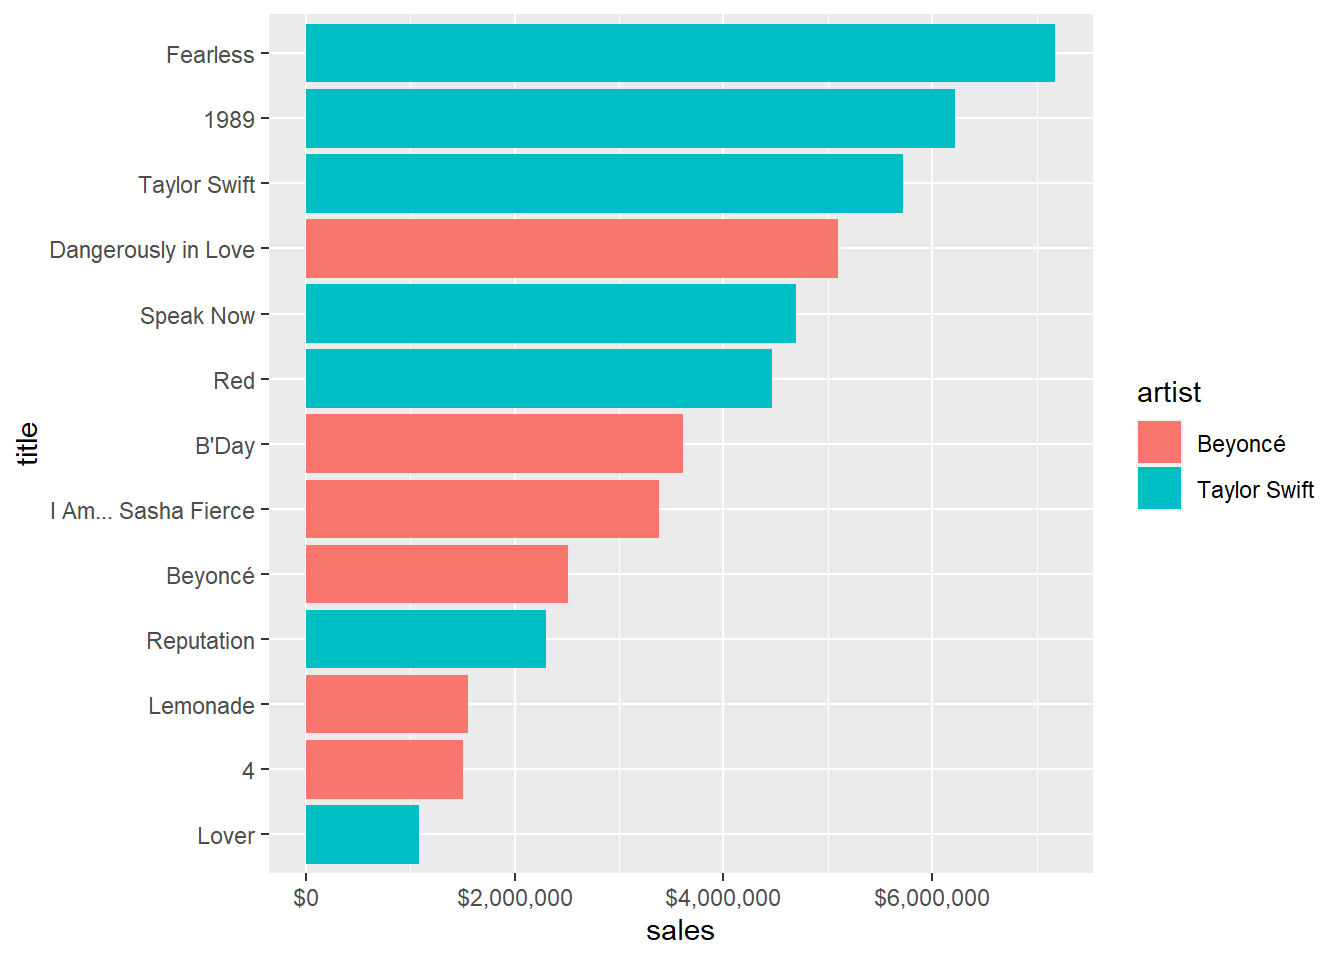 Fearless
1989
Taylor Swift
Dangerously in Love
Speak Now
Red
B'Day
I Am... Sasha Fierce
Beyoncé
Reputation
Lemonade
4
Lover
title
$0 $2,000,000 $4,000,000 $6,000,000
sales
artist
Beyoncé
Taylor Swift